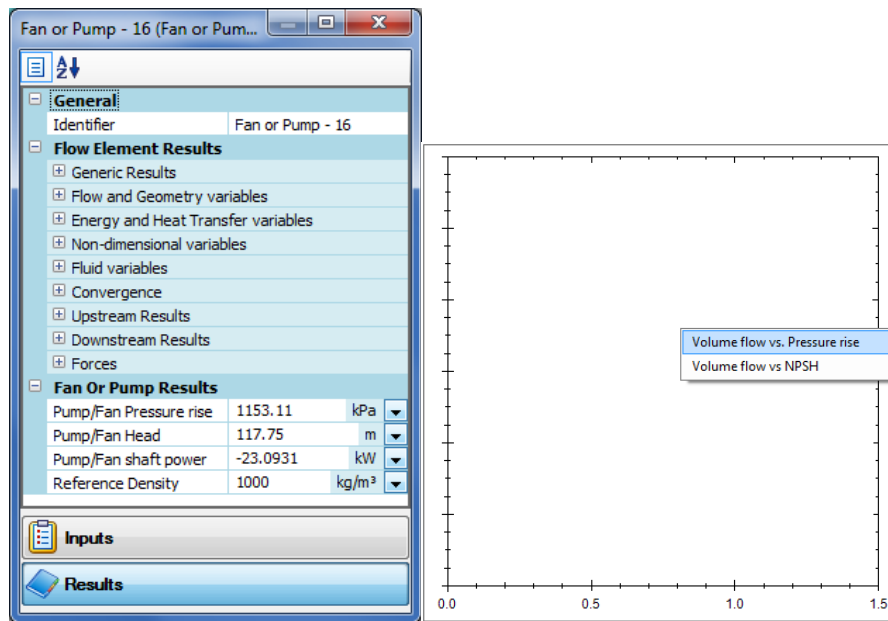 Fan or Pump - 16 (Fan or Pum...
A
Z
General
Identifier Fan or Pump - 16
Flow Element Results
Generic Results
Flow and Geometry variables
Energy and Heat Transfer variables
Non-dimensional variables
Fluid variables
Convergence
Upstream Results
Downstream Results
Forces
Fan Or Pump Results
Pump/Fan Pressure rise 1153.11 kPa
Pump/Fan Head 117.75 m
Pump/Fan shaft power -23.0931 kW
Reference Density 1000 kg/m³
Inputs
Results
Volume flow vs. Pressure rise
Volume flow vs NPSH
0.0 0.5 1.0 1.5